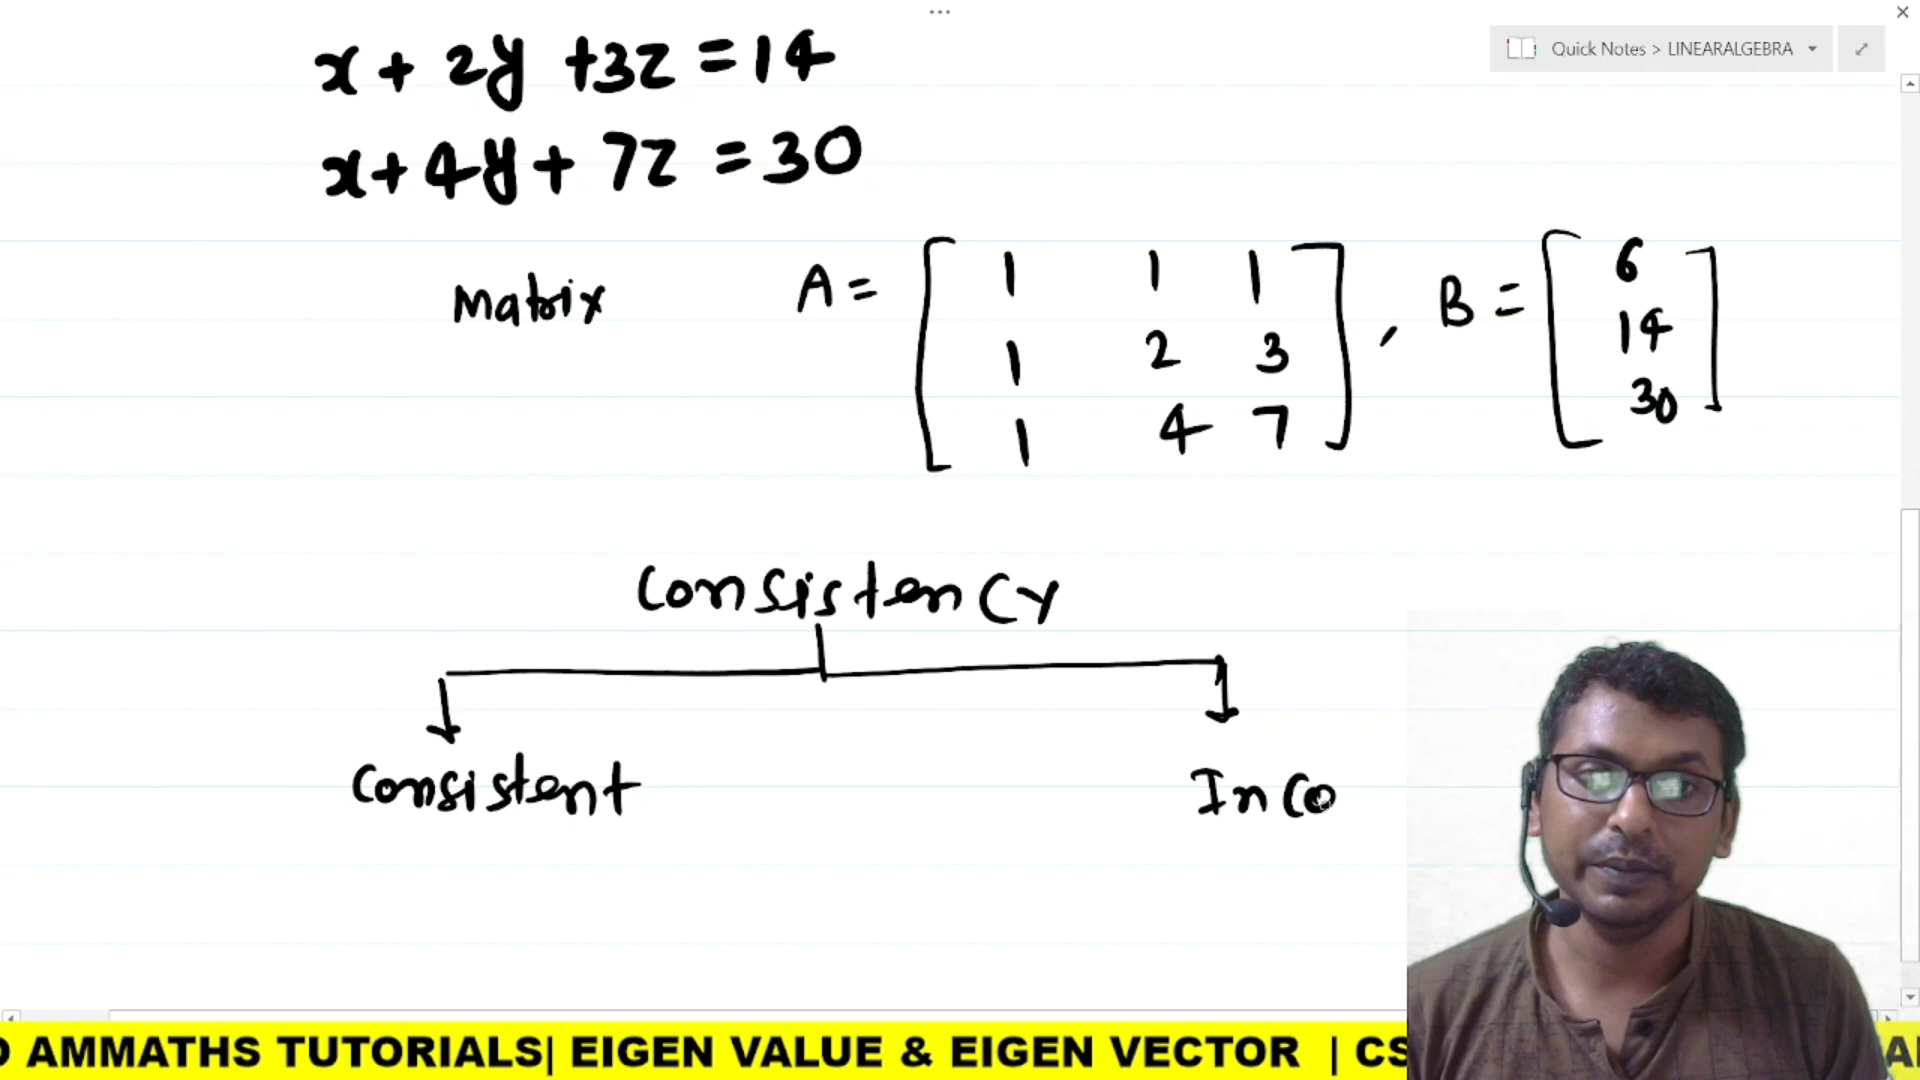 x + 2y + 3z = 14
x + 4y + 7z = 30
Quick Notes > LINEARALGEBRA
Matrix A = [ 1 1 1
1 2 3
1 4 7 ] , B = [ 6
14
30 ]
Consistency
Consistent Inco
AMMATHS TUTORIALS| EIGEN VALUE & EIGEN VECTOR | CS